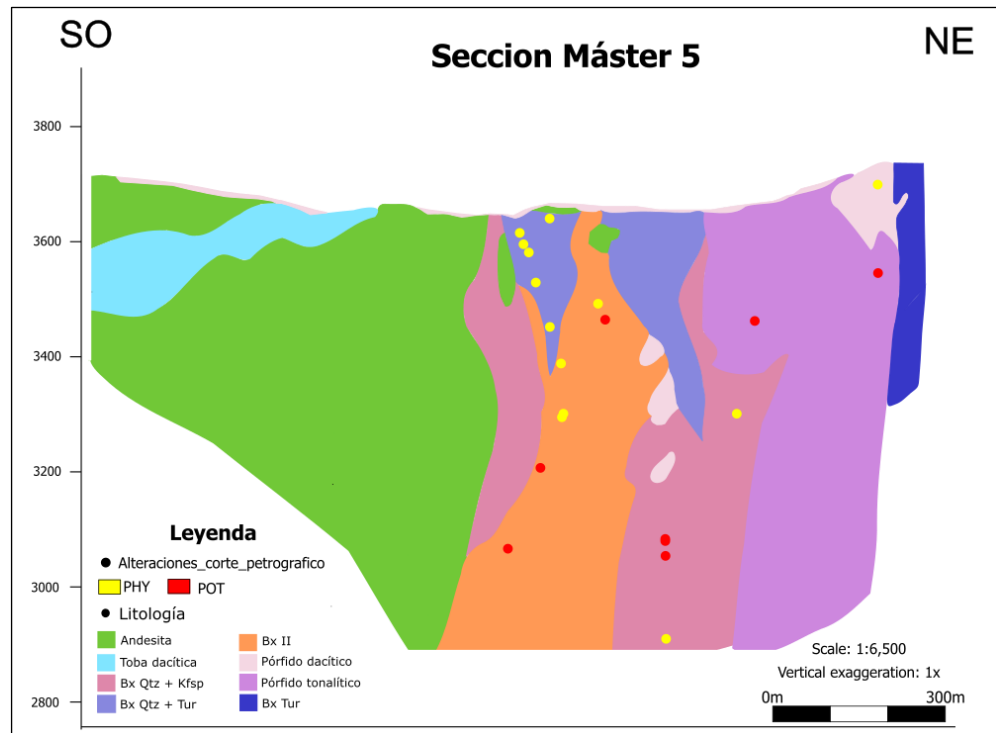 SO
NE
Seccion Máster 5
3800
3600
3400
3200
3000
2800
Leyenda
Alteraciones_corte_petrografico
PHY POT
Litología
Andesita Bx II
Toba dacítica Pórfido dacítico
Bx Qtz + Kfsp Pórfido tonalítico
Bx Qtz + Tur Bx Tur
Scale: 1:6,500
Vertical exaggeration: 1x
0m 300m